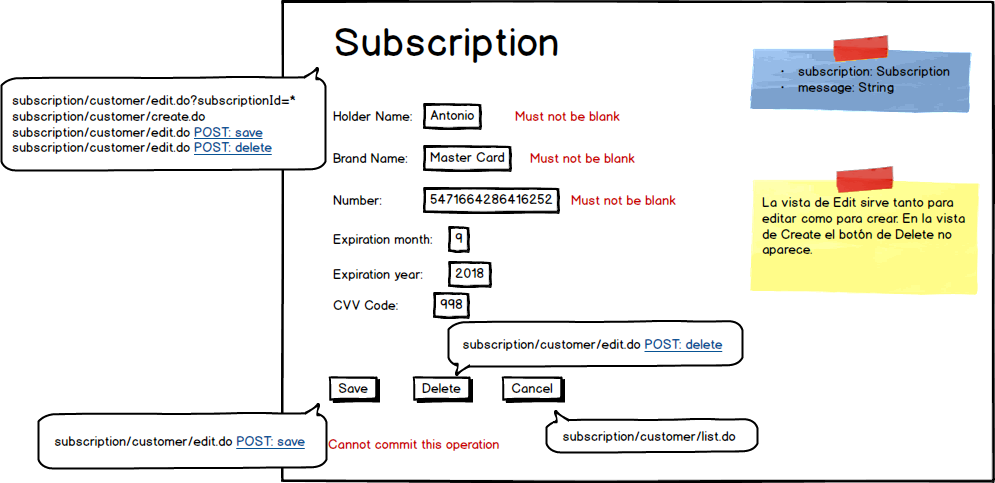 Subscription
subscription/customer/edit.do?subscriptionId=*
subscription/customer/create.do
subscription/customer/edit.do POST: save
subscription/customer/edit.do POST: delete
· subscription: Subscription
· message: String
Holder Name: Antonio Must not be blank
Brand Name: Master Card Must not be blank
Number: 5471664286416252 Must not be blank
Expiration month: 9
Expiration year: 2018
CVV Code: 998
La vista de Edit sirve tanto para
editar como para crear. En la vista
de Create el botón de Delete no
aparece.
subscription/customer/edit.do POST: delete
Save Delete Cancel
subscription/customer/edit.do POST: save
Cannot commit this operation
subscription/customer/list.do